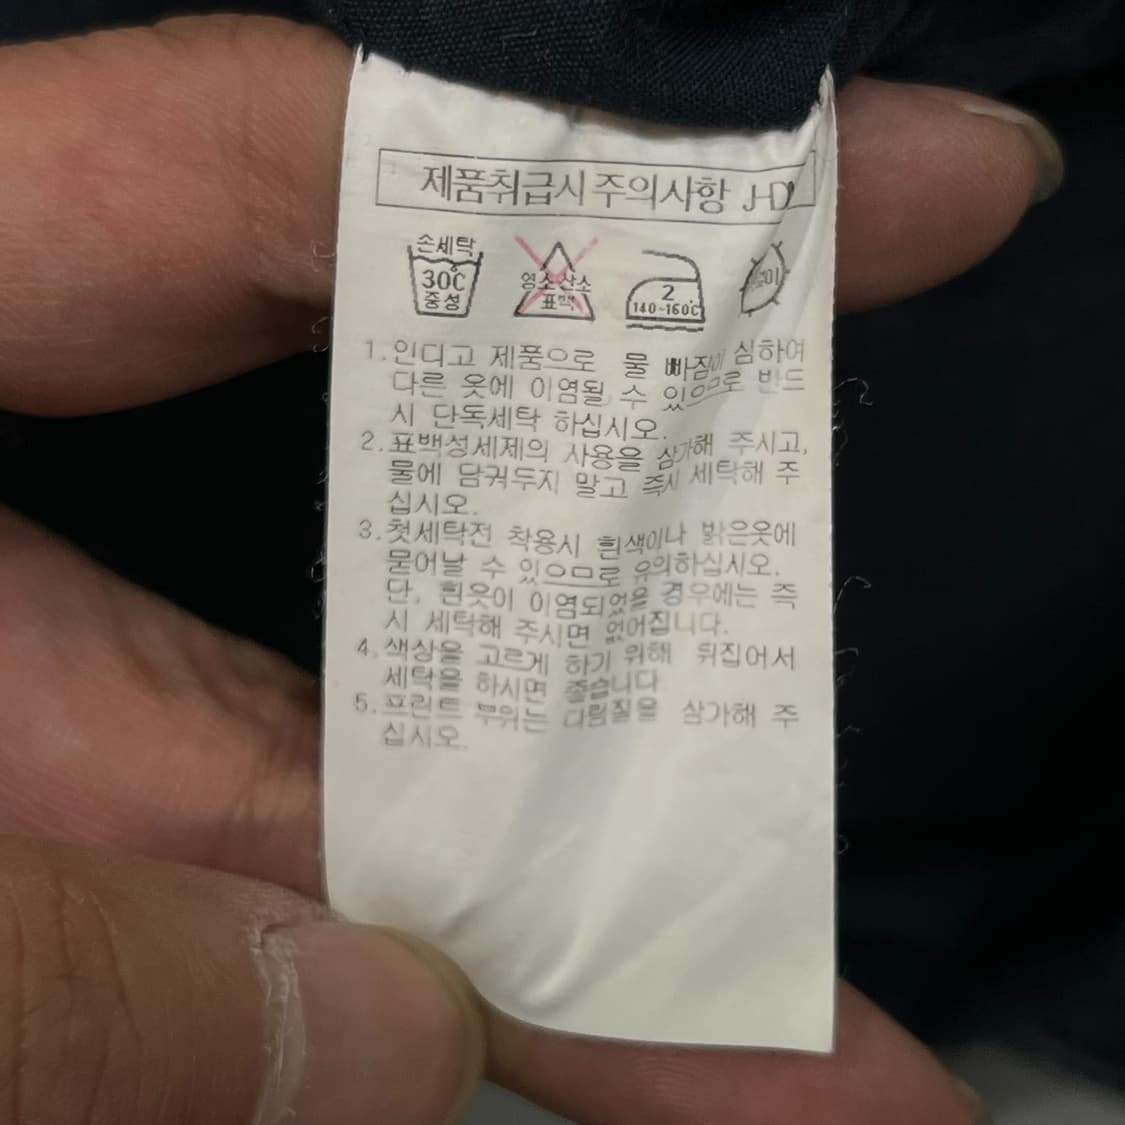 제품취급시 주의사항 J-D
손세탁
30℃
중성
염소산소
표백
2
140~160℃
1.인디고 제품으로 물 빠짐이 심하여
다른 옷에 이염될 수 있으므로 반드
시 단독세탁 하십시오.
2.표백성세제의 사용을 삼가해 주시고,
물에 담궈두지 말고 즉시 세탁해 주
십시오.
3.첫세탁전 착용시 흰색이나 밝은옷에
묻어날 수 있으므로 유의하십시오.
단, 흰옷이 이염되었을 경우에는 즉
시 세탁해 주시면 없어집니다.
4.색상을 고르게 하기 위해 뒤집어서
세탁을 하시면 좋습니다
5.프린트 부위는 다림질을 삼가해 주
십시오.